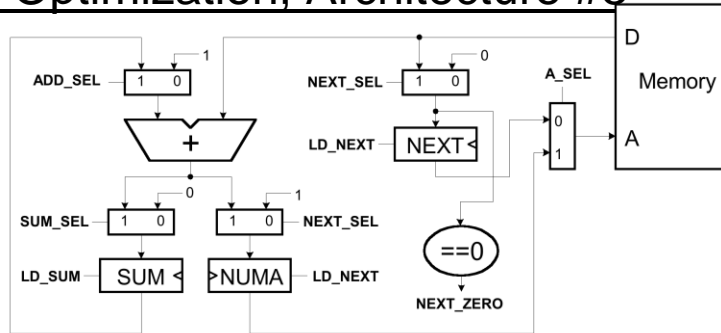 Optimization, Architecture #3
D
Memory
A
1
ADD_SEL
1 0
0
NEXT_SEL
1 0
A_SEL
0
1
+
LD_NEXT
NEXT
0
SUM_SEL
1 0
1
1 0
NEXT_SEL
==0
LD_SUM
SUM
NUMA
LD_NEXT
NEXT_ZERO